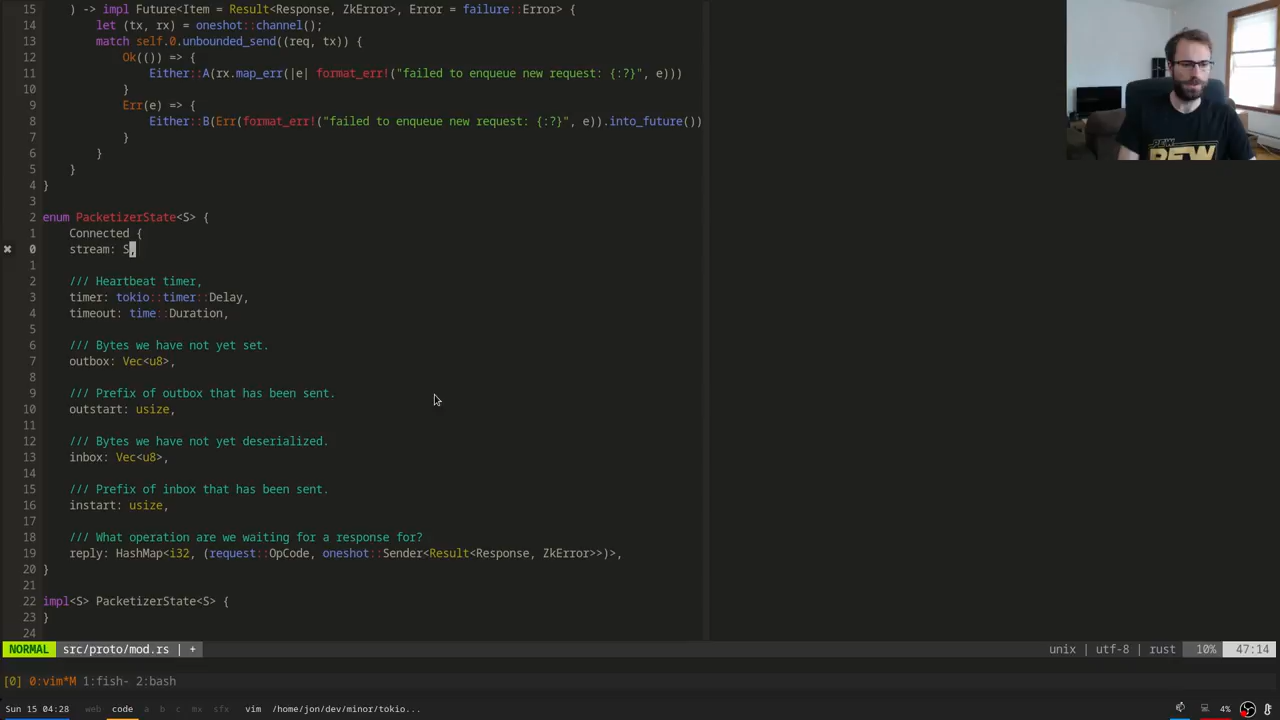 15 ) -> impl Future<Item = Result<Response, ZkError>, Error = failure::Error> {
14 let (tx, rx) = oneshot::channel();
13 match self.0.unbounded_send((req, tx)) {
12 Ok(()) => {
11 Either::A(rx.map_err(|e| format_err!("failed to enqueue new request: {:?}", e)))
10 }
9 Err(e) => {
8 Either::B(Err(format_err!("failed to enqueue new request: {:?}", e)).into_future())
7 }
6 }
5 }
4 }
3
2 enum PacketizerState<S> {
1 Connected {
✖ 0 stream: S,
1
2 /// Heartbeat timer,
3 timer: tokio::timer::Delay,
4 timeout: time::Duration,
5
6 /// Bytes we have not yet set.
7 outbox: Vec<u8>,
8
9 /// Prefix of outbox that has been sent.
10 outstart: usize,
11
12 /// Bytes we have not yet deserialized.
13 inbox: Vec<u8>,
14
15 /// Prefix of inbox that has been sent.
16 instart: usize,
17
18 /// What operation are we waiting for a response for?
19 reply: HashMap<i32, (request::OpCode, oneshot::Sender<Result<Response, ZkError>>)>,
20 }
21
22 impl<S> PacketizerState<S> {
23 }
24
NORMAL src/proto/mod.rs | + unix | utf-8 | rust 10% 47:14
[0] 0:vim*M 1:fish- 2:bash
Sun 15 04:28 web code a b c mx sfx vim /home/jon/dev/minor/tokio... 4%
PEW